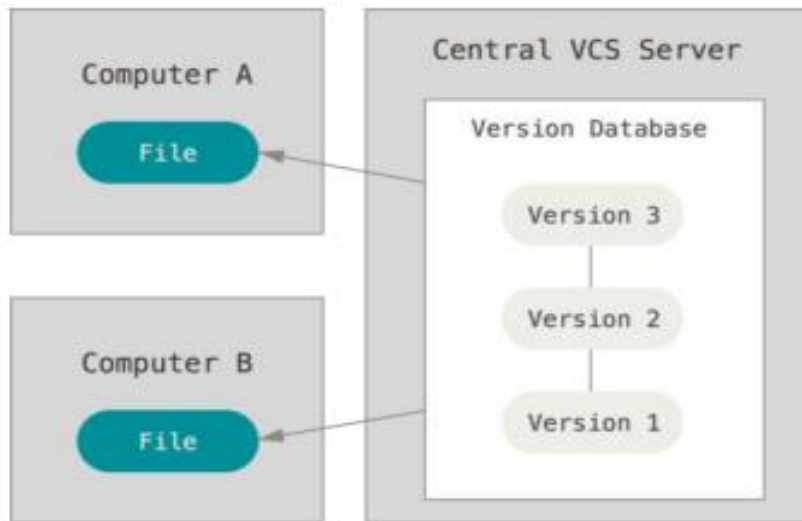 Computer A
File
Computer B
File
Central VCS Server
Version Database
Version 3
Version 2
Version 1